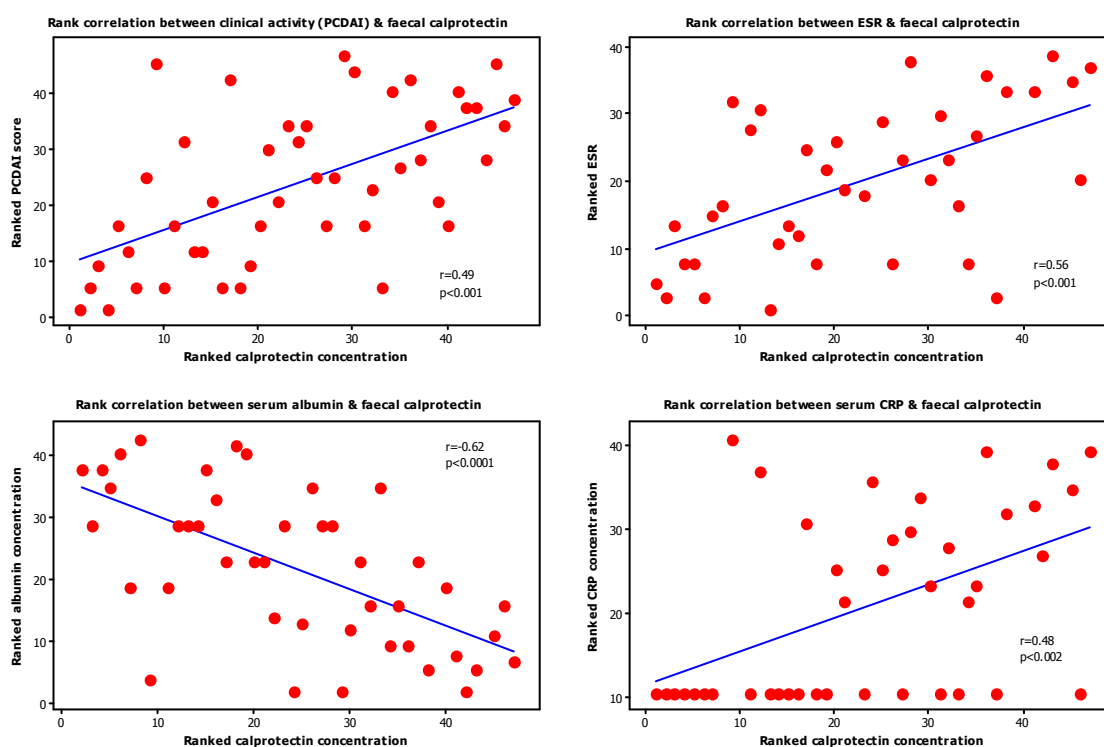 Rank correlation between clinical activity (PCDAI) & faecal calprotectin
Ranked PCDAI score
40
30
20
10
0
r=0.49
p<0.001
0 10 20 30 40
Ranked calprotectin concentration
Rank correlation between ESR & faecal calprotectin
Ranked ESR
40
30
20
10
0
r=0.56
p<0.001
0 10 20 30 40
Ranked calprotectin concentration
Rank correlation between serum albumin & faecal calprotectin
Ranked albumin concentration
40
30
20
10
0
r=-0.62
p<0.0001
0 10 20 30 40
Ranked calprotectin concentration
Rank correlation between serum CRP & faecal calprotectin
Ranked CRP concentration
40
30
20
10
r=0.48
p<0.002
0 10 20 30 40
Ranked calprotectin concentration